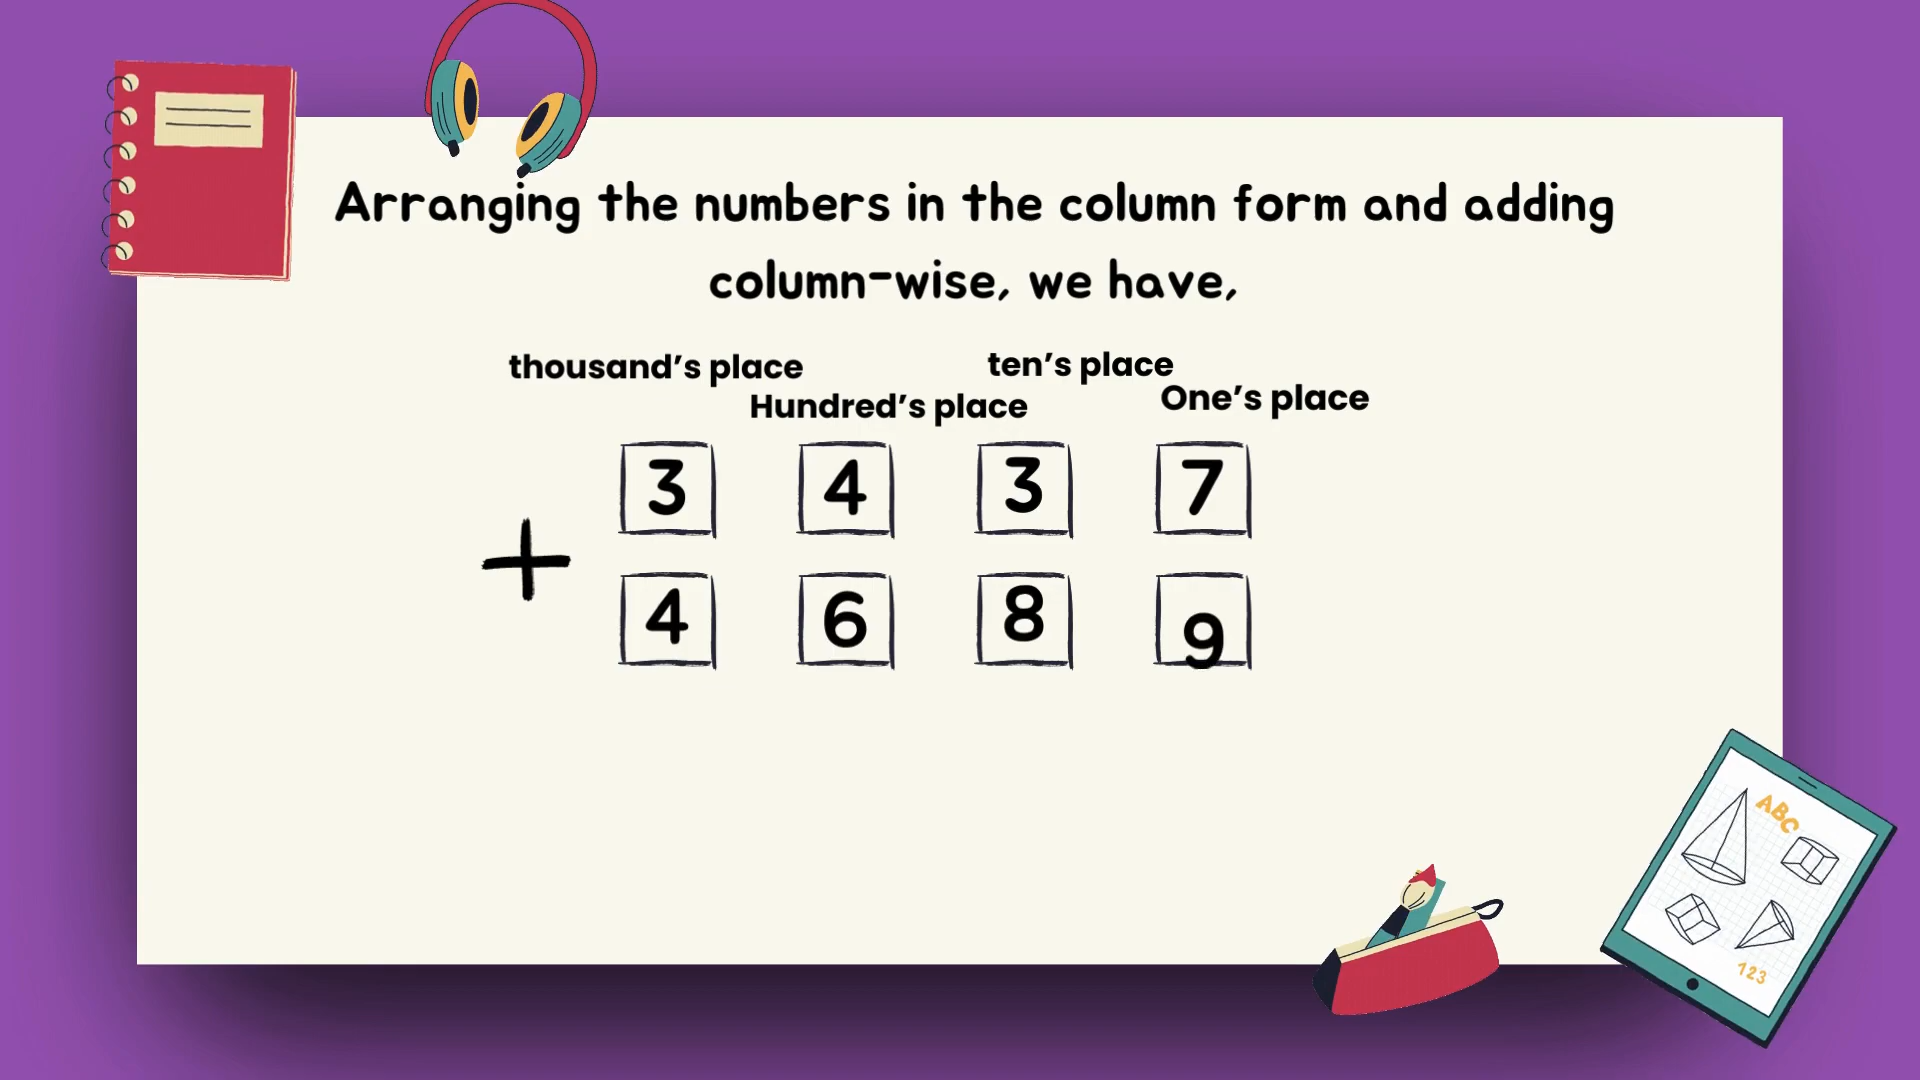 Arranging the numbers in the column form and adding
column-wise, we have,
thousand's place
Hundred's place
ten's place
One's place
3 4 3 7
+
4 6 8 9
ABC
123